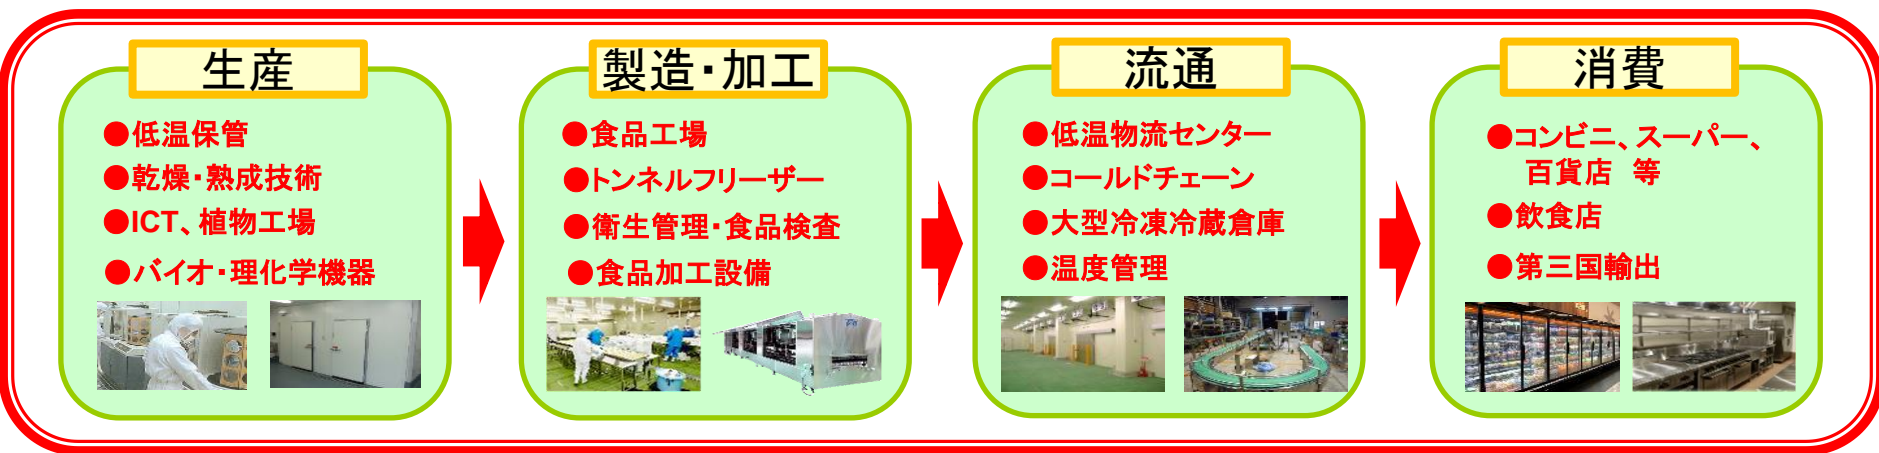 生産
●低温保管
●乾燥・熟成技術
●ICT、植物工場
●バイオ・理化学機器
製造・加工
●食品工場
●トンネルフリーザー
●衛生管理・食品検査
●食品加工設備
流通
●低温物流センター
●コールドチェーン
●大型冷凍冷蔵倉庫
●温度管理
消費
●コンビニ、スーパー、
百貨店 等
●飲食店
●第三国輸出